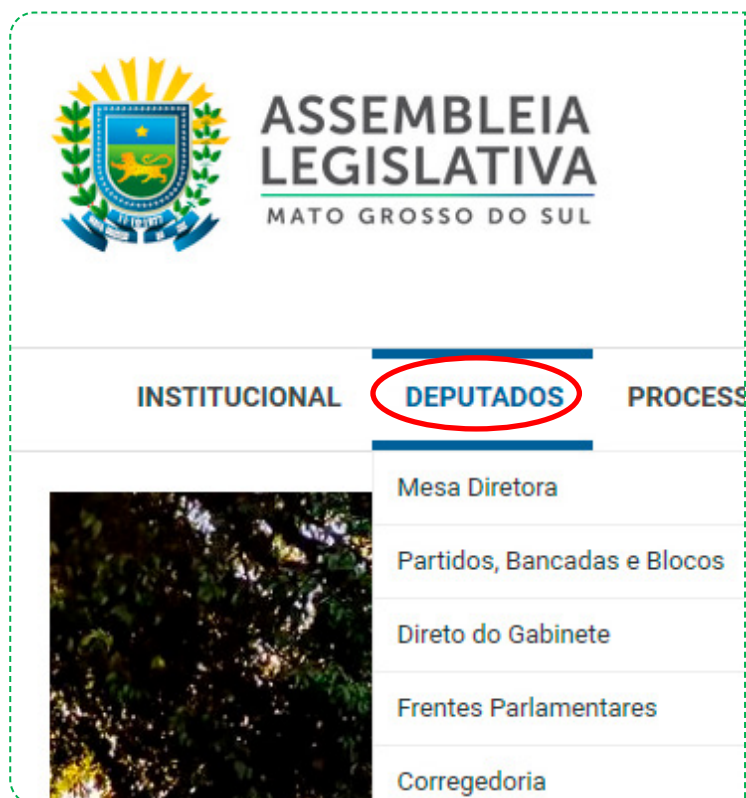 ASSEMBLEIA
LEGISLATIVA
MATO GROSSO DO SUL
INSTITUCIONAL DEPUTADOS PROCESS
Mesa Diretora
Partidos, Bancadas e Blocos
Direto do Gabinete
Frentes Parlamentares
Corregedoria